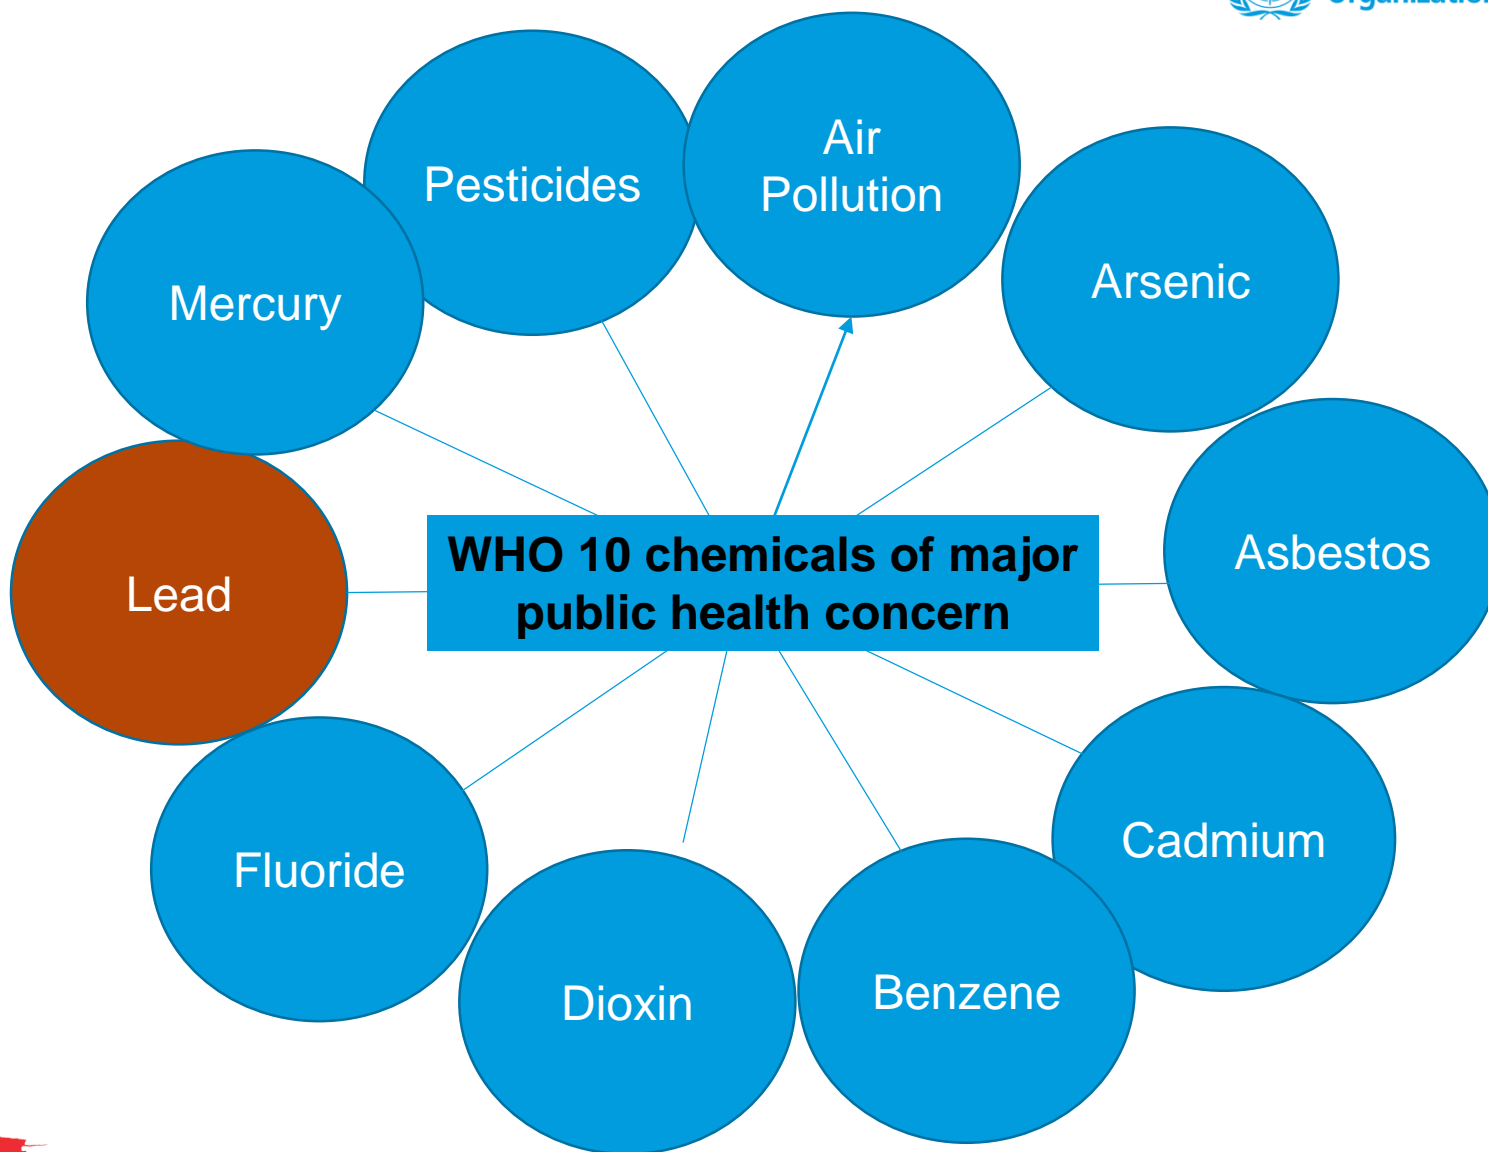 Organization
Air
Pollution
Pesticides
Arsenic
Mercury
Asbestos
WHO 10 chemicals of major
public health concern
Lead
Cadmium
Fluoride
Benzene
Dioxin